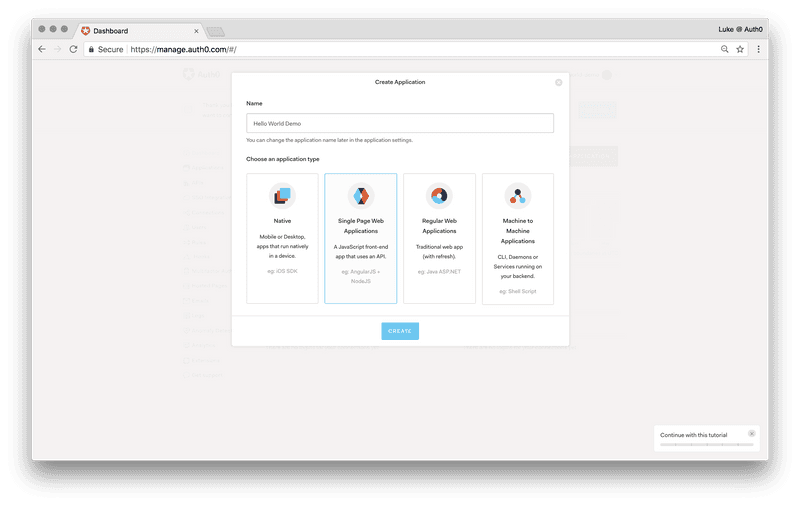 Dashboard
Luke @ Auth0
Secure
https://manage.auth0.com/#/
Create Application
Name
Hello World Demo
You can change the application name later in the application settings.
Choose an application type
Native
Mobile or Desktop,
apps that run natively
in a device.
eg: iOS SDK
Single Page Web
Applications
A JavaScript front-end
app that uses an API.
eg: AngularJS +
NodeJS
Regular Web
Applications
Traditional web app
(with refresh).
eg: Java ASP.NET
Machine to
Machine
Applications
CLI, Daemons or
Services running on
your backend.
eg: Shell Script
CREATE
Continue with this tutorial